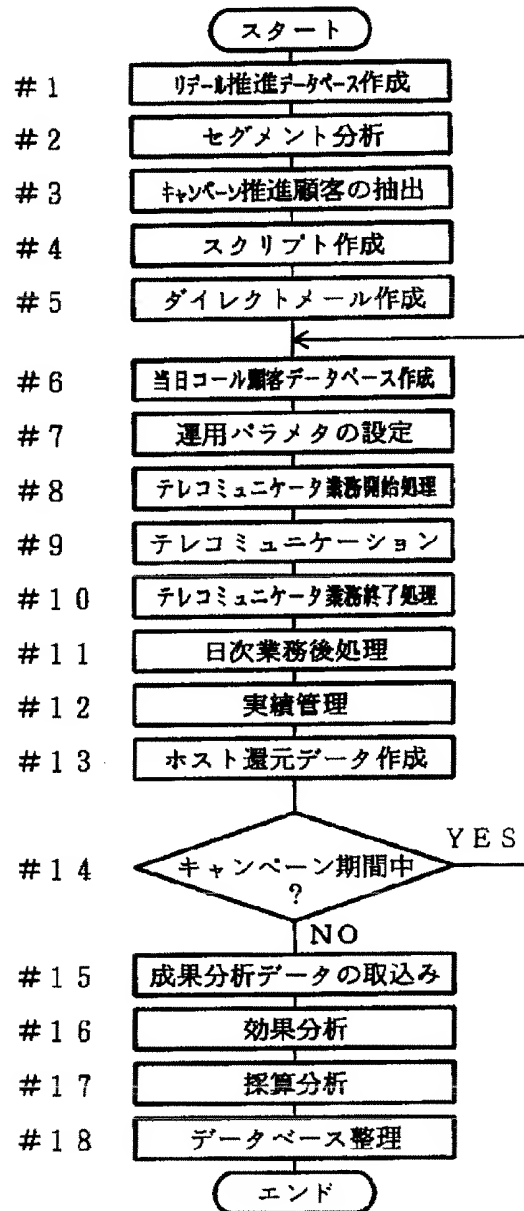 スタート
#1 リテール推進データベース作成
#2 セグメント分析
#3 キャンペーン推進顧客の抽出
#4 スクリプト作成
#5 ダイレクトメール作成
#6 当日コール顧客データベース作成
#7 運用パラメタの設定
#8 テレコミュニケータ業務開始処理
#9 テレコミュニケーション
#10 テレコミュニケータ業務終了処理
#11 日次業務後処理
#12 実績管理
#13 ホスト還元データ作成
YES
#14 キャンペーン期間中
?
NO
#15 成果分析データの取込み
#16 効果分析
#17 採算分析
#18 データベース整理
エンド